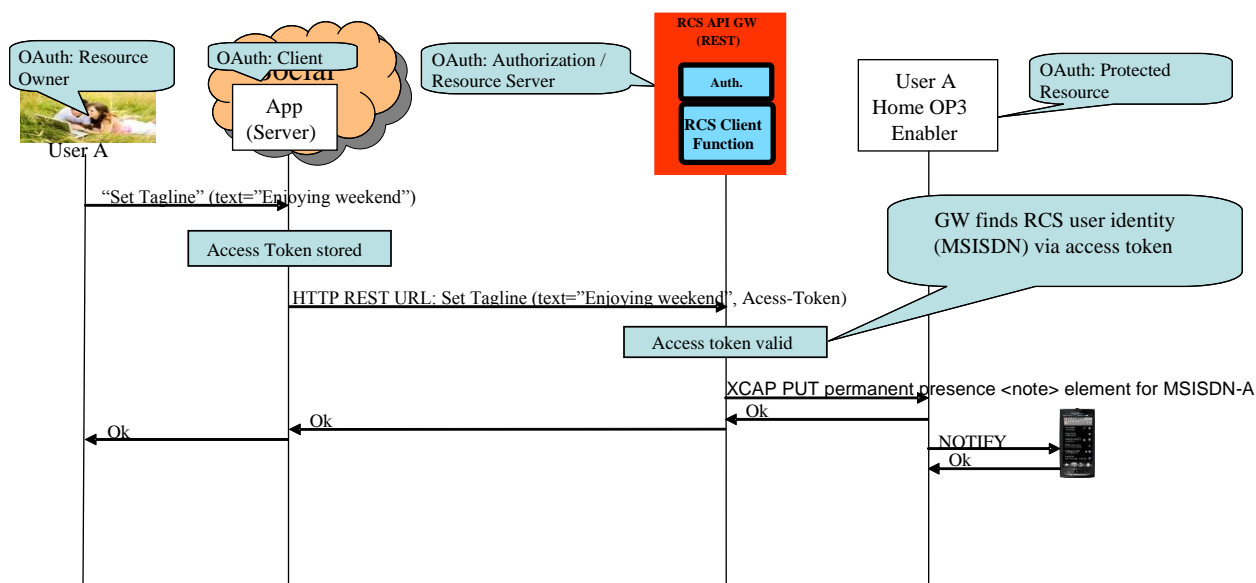 RCS API GW
(REST)
OAuth: Resource
Owner
OAuth: Client
Social
OAuth: Authorization /
Resource Server
Auth.
RCS Client
Function
App
(Server)
User A
Home OP3
Enabler
OAuth: Protected
Resource
User A
“Set Tagline” (text=”Enjoying weekend”)
GW finds RCS user identity
(MSISDN) via access token
Access Token stored
HTTP REST URL: Set Tagline (text=”Enjoying weekend”, Acess-Token)
Access token valid
XCAP PUT permanent presence <note> element for MSISDN-A
Ok
Ok
Ok
NOTIFY
Ok